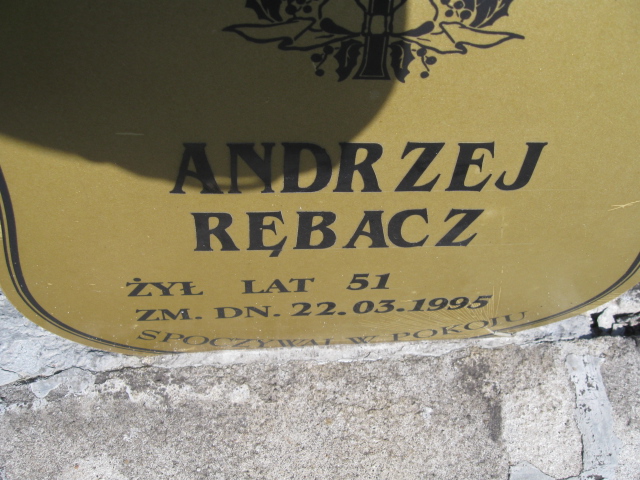 ANDRZEJ
RĘBACZ
ŻYŁ LAT 51
ZM. DN. 22.03.1995
SPOCZYWAJ W POKOJU